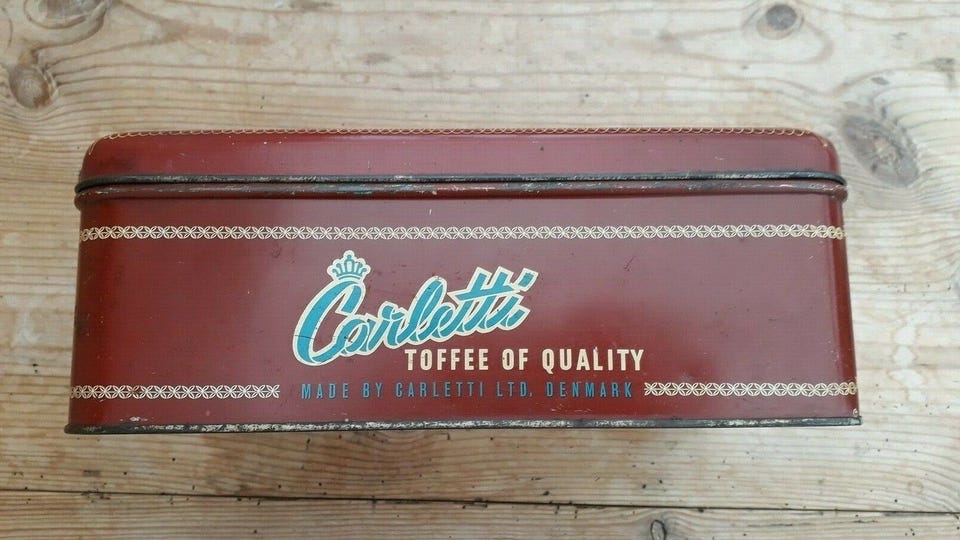 Carletti
TOFFEE OF QUALITY
MADE BY CARLETTI LTD, DENMARK